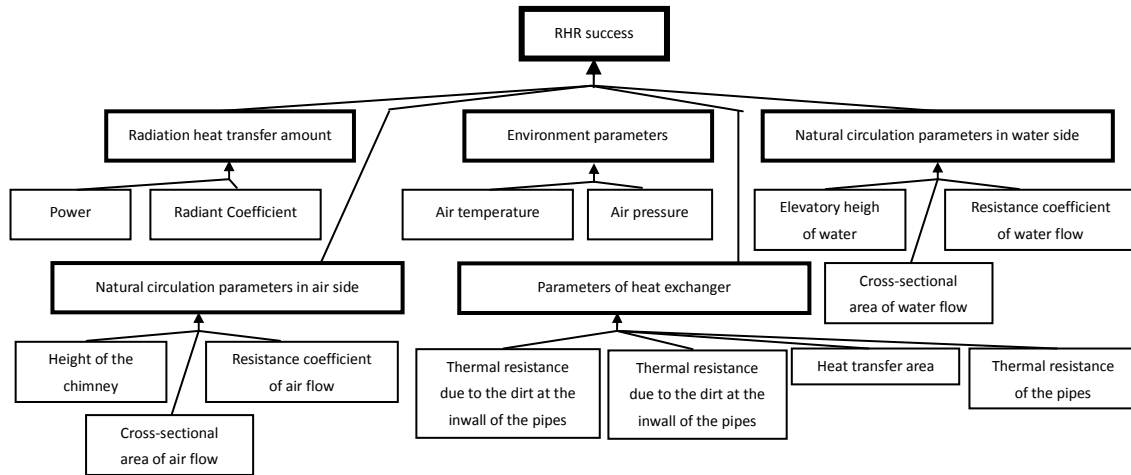 RHR success
Radiation heat transfer amount
Environment parameters
Natural circulation parameters in water side
Power
Radiant Coefficient
Air temperature
Air pressure
Elevatory heigh
of water
Resistance coefficient
of water flow
Cross-sectional
area of water flow
Natural circulation parameters in air side
Parameters of heat exchanger
Height of the
chimney
Resistance coefficient
of air flow
Cross-sectional
area of air flow
Thermal resistance
due to the dirt at the
inwall of the pipes
Thermal resistance
due to the dirt at the
inwall of the pipes
Heat transfer area
Thermal resistance
of the pipes